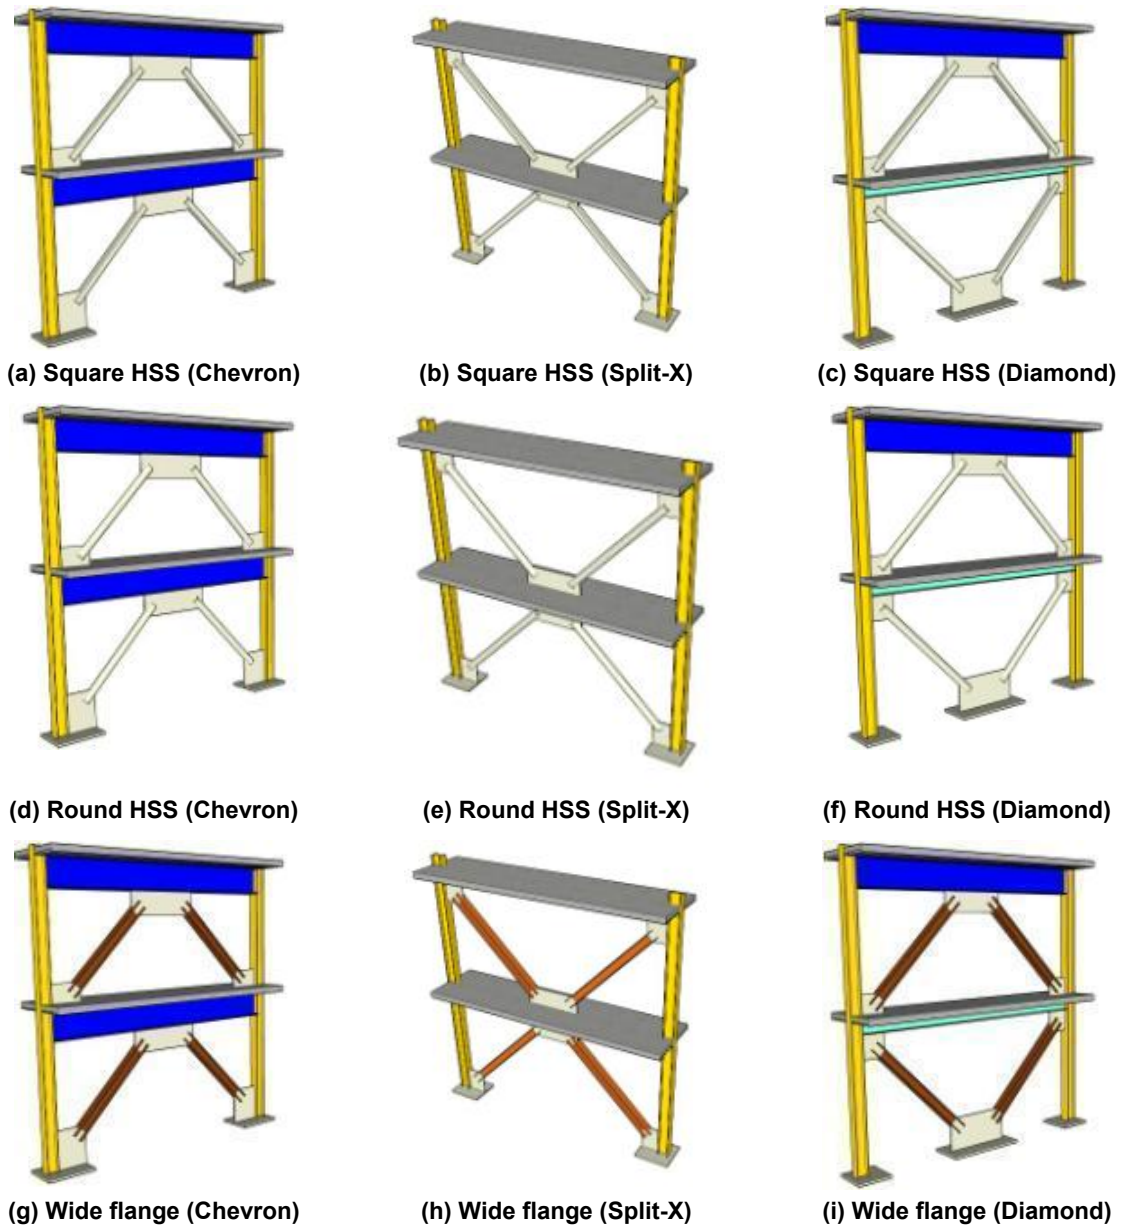 (a) Square HSS (Chevron)
(b) Square HSS (Split-X)
(c) Square HSS (Diamond)
(d) Round HSS (Chevron)
(e) Round HSS (Split-X)
(f) Round HSS (Diamond)
(g) Wide flange (Chevron)
(h) Wide flange (Split-X)
(i) Wide flange (Diamond)